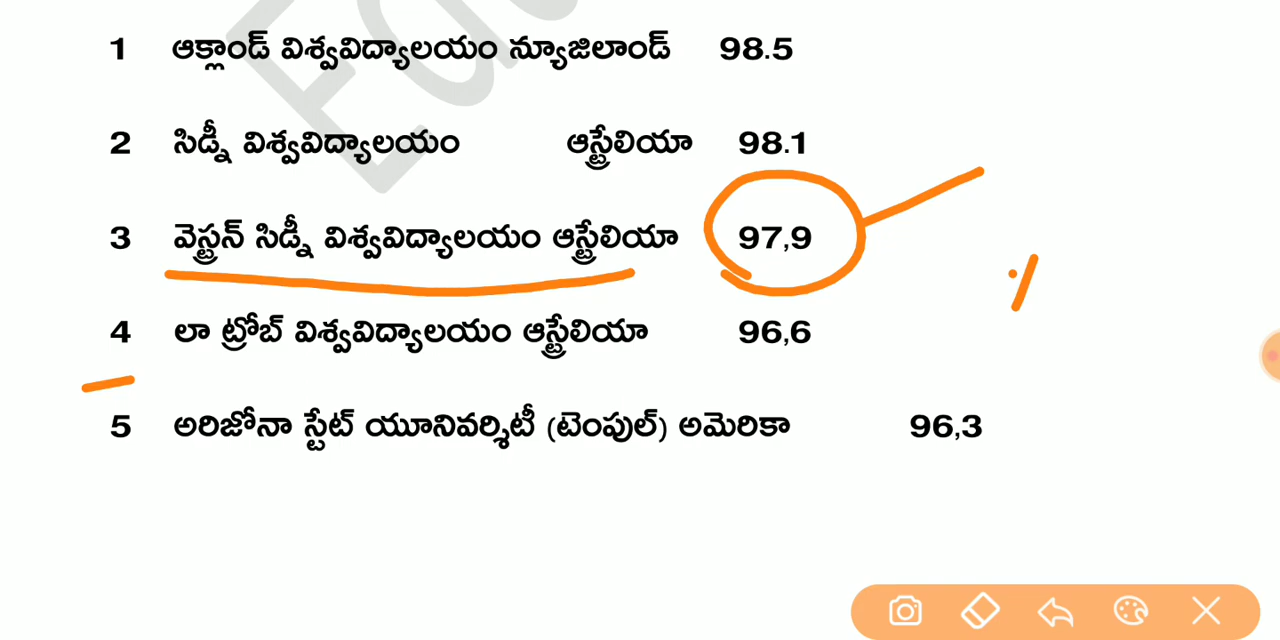 1 ఆక్లాండ్ విశ్వవిద్యాలయం న్యూజిలాండ్ 98.5
2 సిడ్నీ విశ్వవిద్యాలయం ఆస్ట్రేలియా 98.1
3 వెస్ట్రన్ సిడ్నీ విశ్వవిద్యాలయం ఆస్ట్రేలియా 97,9
4 లా ట్రోబ్ విశ్వవిద్యాలయం ఆస్ట్రేలియా 96,6
5 అరిజోనా స్టేట్ యూనివర్శిటీ (టెంపుల్) అమెరికా 96,3